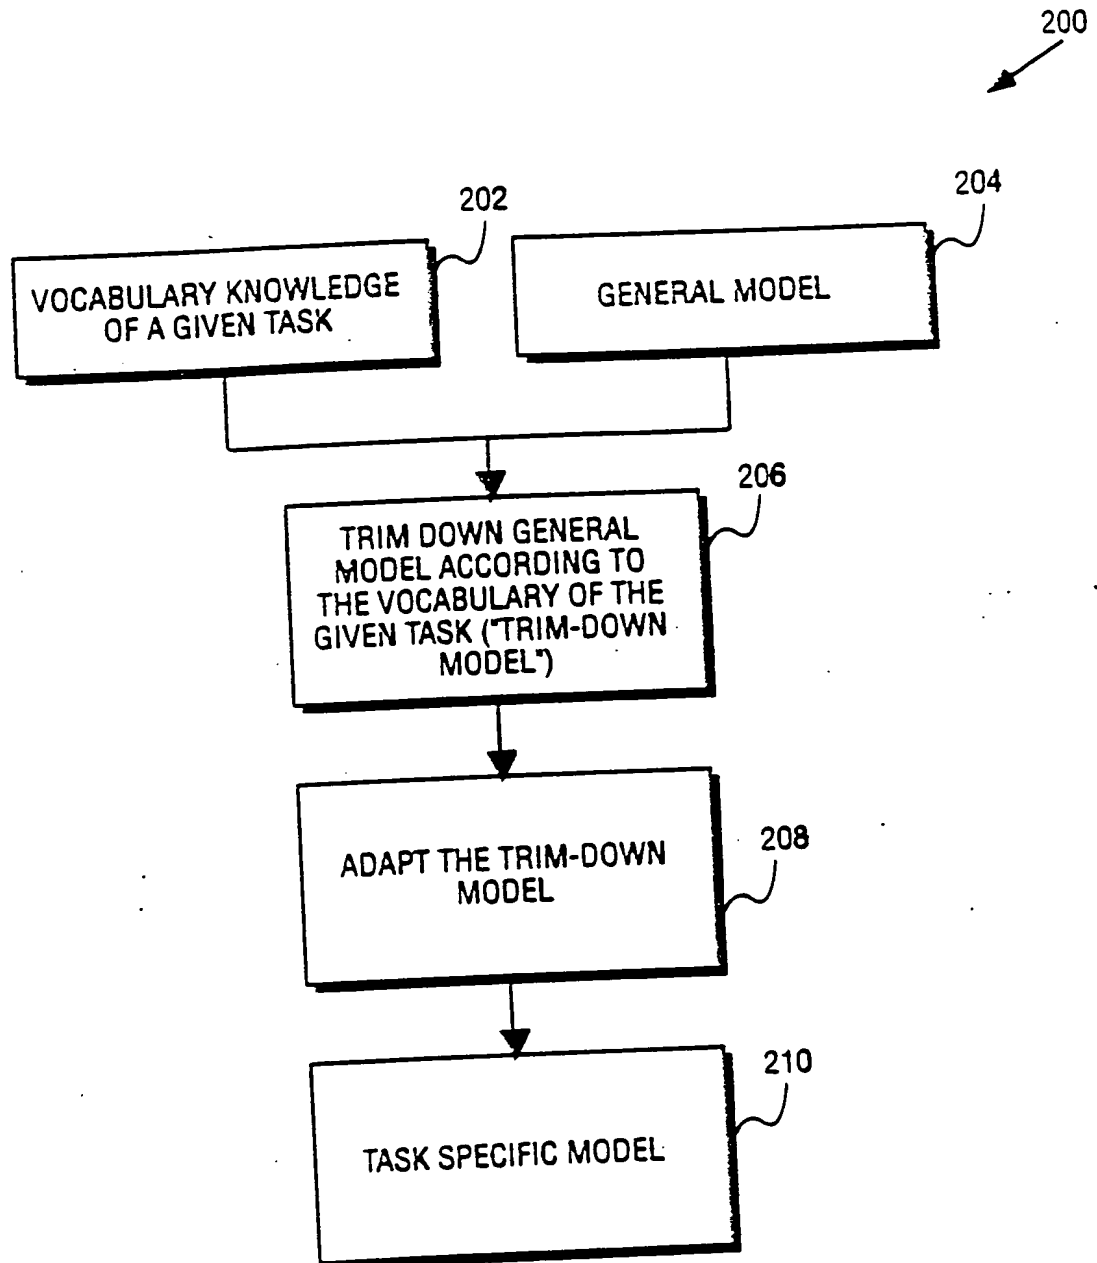 200
202
204
VOCABULARY KNOWLEDGE
OF A GIVEN TASK
GENERAL MODEL
206
TRIM DOWN GENERAL
MODEL ACCORDING TO
THE VOCABULARY OF THE
GIVEN TASK ("TRIM-DOWN
MODEL")
208
ADAPT THE TRIM-DOWN
MODEL
210
TASK SPECIFIC MODEL